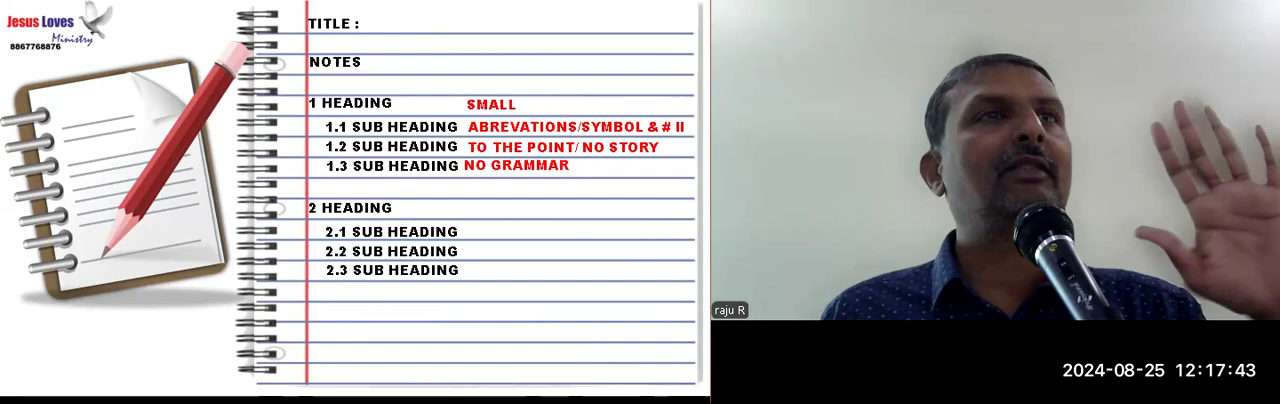 Jesus Loves
Ministry
8867768876
TITLE :
NOTES
1 HEADING SMALL
1.1 SUB HEADING ABREVATIONS/SYMBOL & # II
1.2 SUB HEADING TO THE POINT/ NO STORY
1.3 SUB HEADING NO GRAMMAR
2 HEADING
2.1 SUB HEADING
2.2 SUB HEADING
2.3 SUB HEADING
raju R
2024-08-25 12:17:43